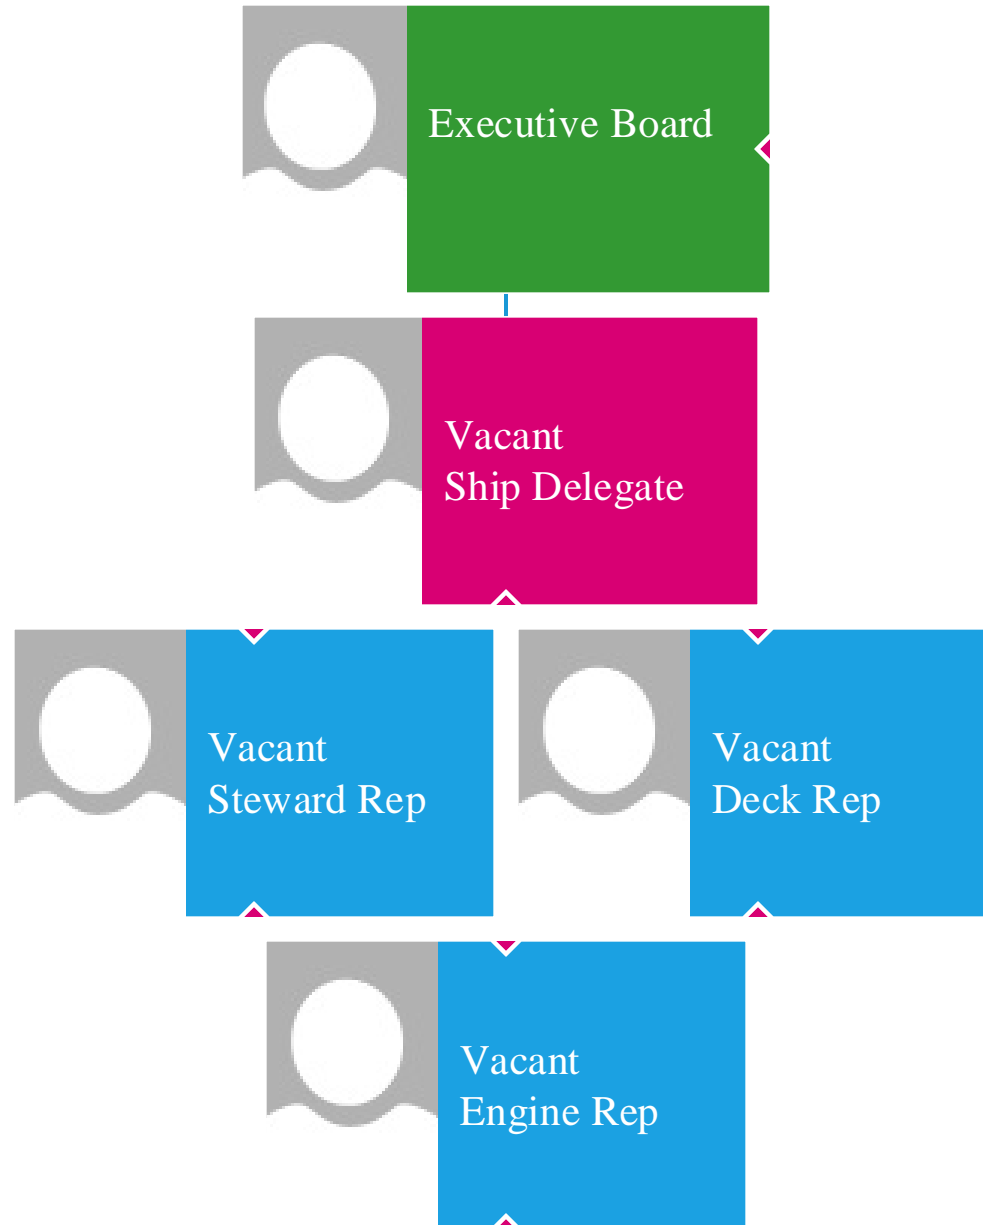 Executive Board
Vacant
Ship Delegate
Vacant
Steward Rep
Vacant
Deck Rep
Vacant
Engine Rep